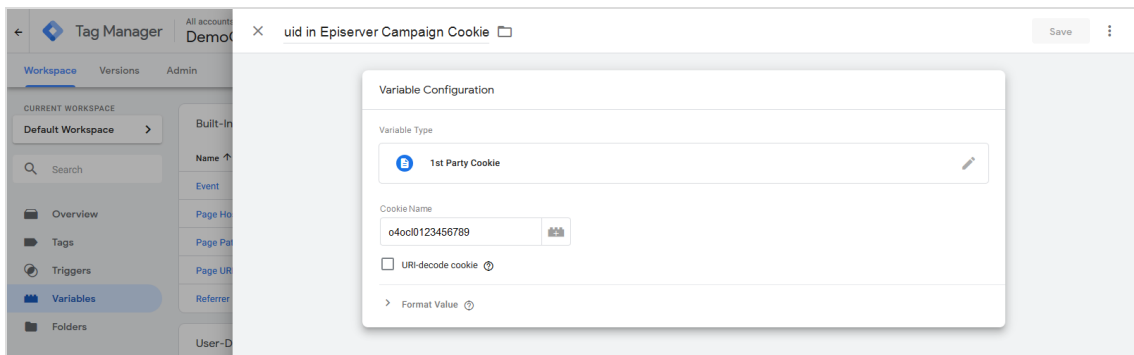 Tag Manager
All accounts
Demo
Workspace Versions Admin
CURRENT WORKSPACE
Default Workspace
Search
Overview
Tags
Triggers
Variables
Folders
Built-In
Name
Event
Page Ho
Page Pat
Page UR
Referrer
User-D
uid in Episerver Campaign Cookie
Save
Variable Configuration
Variable Type
1st Party Cookie
Cookie Name
o4ocl0123456789
URI-decode cookie
Format Value